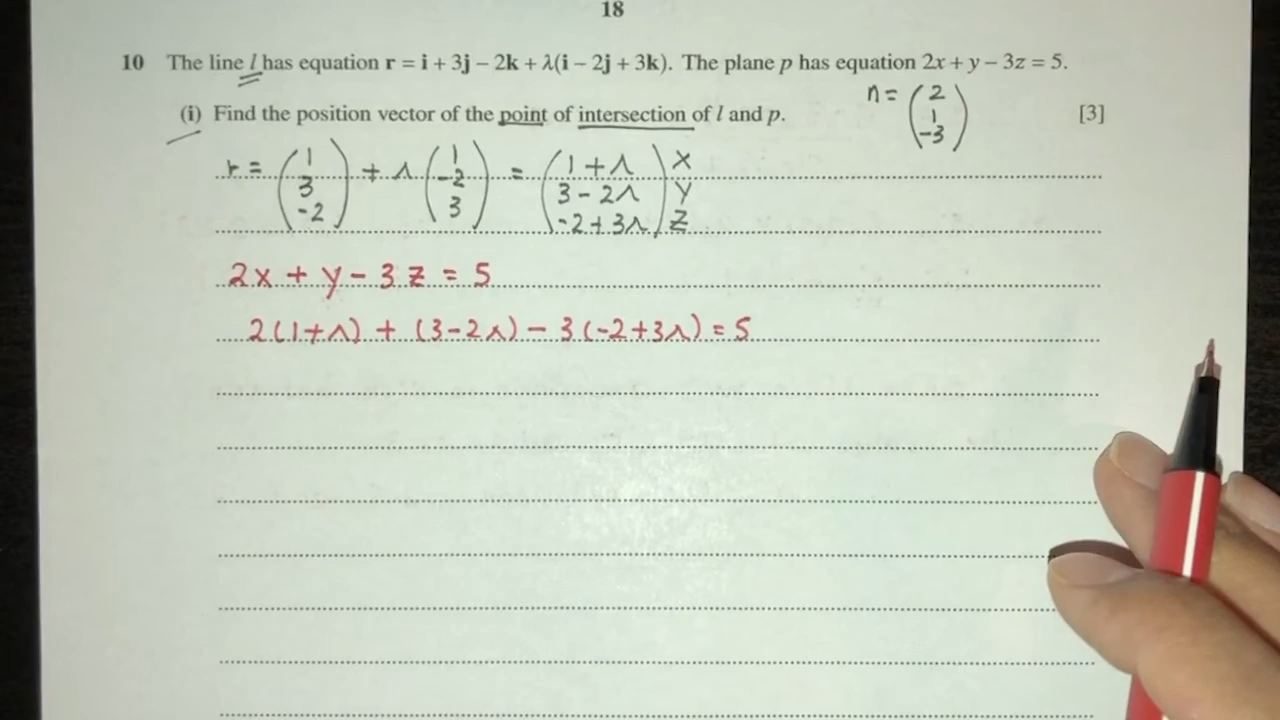 18
10 The line l has equation r = i + 3j − 2k + λ(i − 2j + 3k). The plane p has equation 2x + y − 3z = 5.
(i) Find the position vector of the point of intersection of l and p. [3]
n = (2 1 -3)
r = (1 3 -2) + λ (1 -2 3) = (1 + λ 3 - 2λ -2 + 3λ) x y z
2x + y - 3z = 5
2(1+λ) + (3-2λ) - 3(-2+3λ) = 5